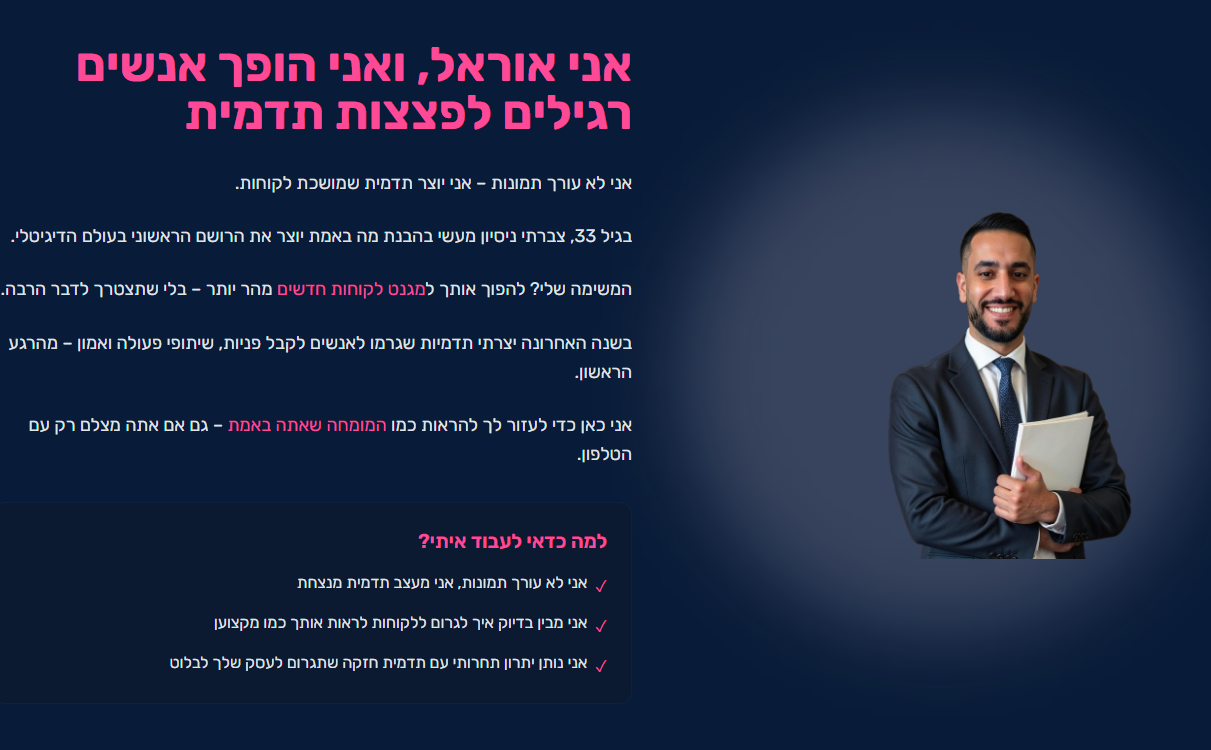 אני אוראל, ואני הופך אנשים
רגילים לפצצות תדמית
אני לא עורך תמונות – אני יוצר תדמית שמושכת לקוחות.
בגיל 33, צברתי ניסיון מעשי בהבנת מה באמת יוצר את הרושם הראשוני בעולם הדיגיטלי.
המשימה שלי? להפוך אותך למגנט לקוחות חדשים מהר יותר – בלי שתצטרך לדבר הרבה.
בשנה האחרונה יצרתי תדמיות שגרמו לאנשים לקבל פניות, שיתופי פעולה ואמון – מהרגע
הראשון.
אני כאן כדי לעזור לך להראות כמו המומחה שאתה באמת – גם אם אתה מצלם רק עם
הטלפון.
למה כדאי לעבוד איתי?
✓ אני לא עורך תמונות, אני מעצב תדמית מנצחת
✓ אני מבין בדיוק איך לגרום ללקוחות לראות אותך כמו מקצוען
✓ אני נותן יתרון תחרותי עם תדמית חזקה שתגרום לעסק שלך לבלוט